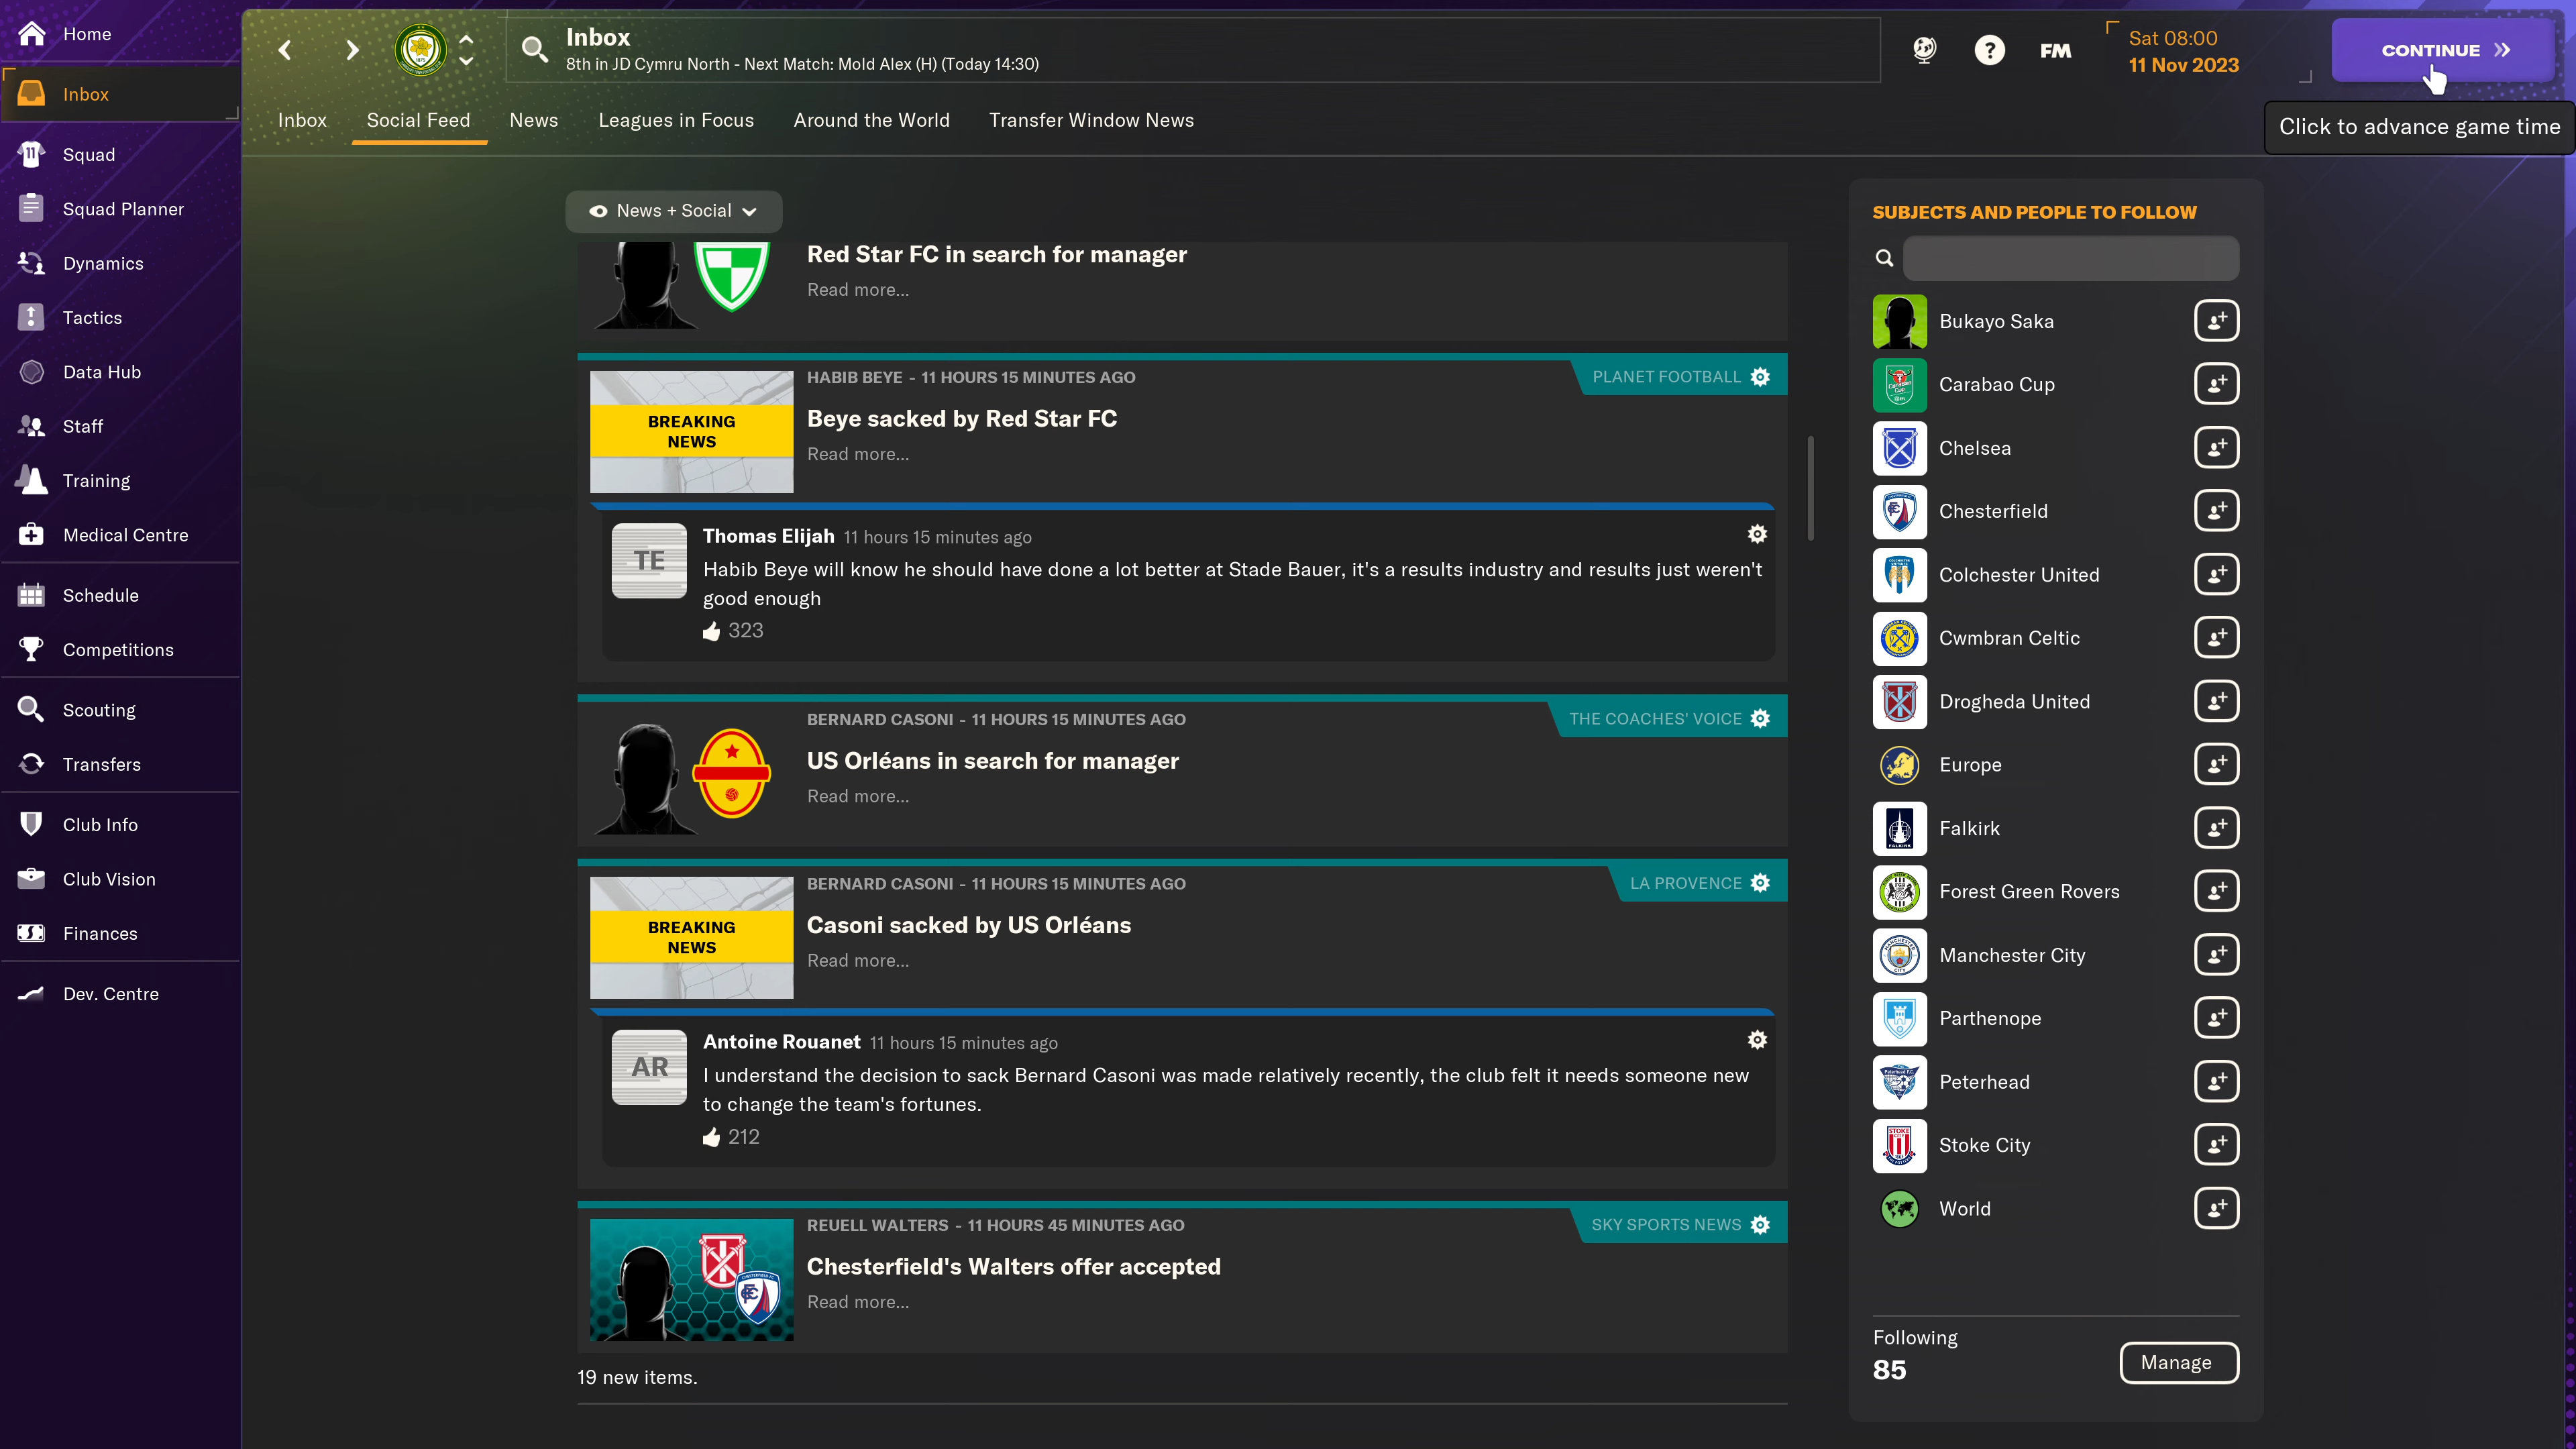 Home
Inbox
Squad
Squad Planner
Dynamics
Tactics
Data Hub
Staff
Training
Medical Centre
Schedule
Competitions
Scouting
Transfers
Club Info
Club Vision
Finances
Dev. Centre
Inbox
8th in JD Cymru North - Next Match: Mold Alex (H) (Today 14:30)
FM
Sat 08:00
11 Nov 2023
CONTINUE
Click to advance game time
Inbox Social Feed News Leagues in Focus Around the World Transfer Window News
News + Social
Red Star FC in search for manager
Read more...
HABIB BEYE - 11 HOURS 15 MINUTES AGO
PLANET FOOTBALL
BREAKING
NEWS
Beye sacked by Red Star FC
Read more...
TE
Thomas Elijah 11 hours 15 minutes ago
Habib Beye will know he should have done a lot better at Stade Bauer, it's a results industry and results just weren't
good enough
323
BERNARD CASONI - 11 HOURS 15 MINUTES AGO
THE COACHES' VOICE
US Orléans in search for manager
Read more...
BERNARD CASONI - 11 HOURS 15 MINUTES AGO
LA PROVENCE
BREAKING
NEWS
Casoni sacked by US Orléans
Read more...
AR
Antoine Rouanet 11 hours 15 minutes ago
I understand the decision to sack Bernard Casoni was made relatively recently, the club felt it needs someone new
to change the team's fortunes.
212
REUELL WALTERS - 11 HOURS 45 MINUTES AGO
SKY SPORTS NEWS
Chesterfield's Walters offer accepted
Read more...
19 new items.
SUBJECTS AND PEOPLE TO FOLLOW
Bukayo Saka
Carabao Cup
Chelsea
Chesterfield
Colchester United
Cwmbran Celtic
Drogheda United
Europe
Falkirk
Forest Green Rovers
Manchester City
Parthenope
Peterhead
Stoke City
World
Following
85
Manage